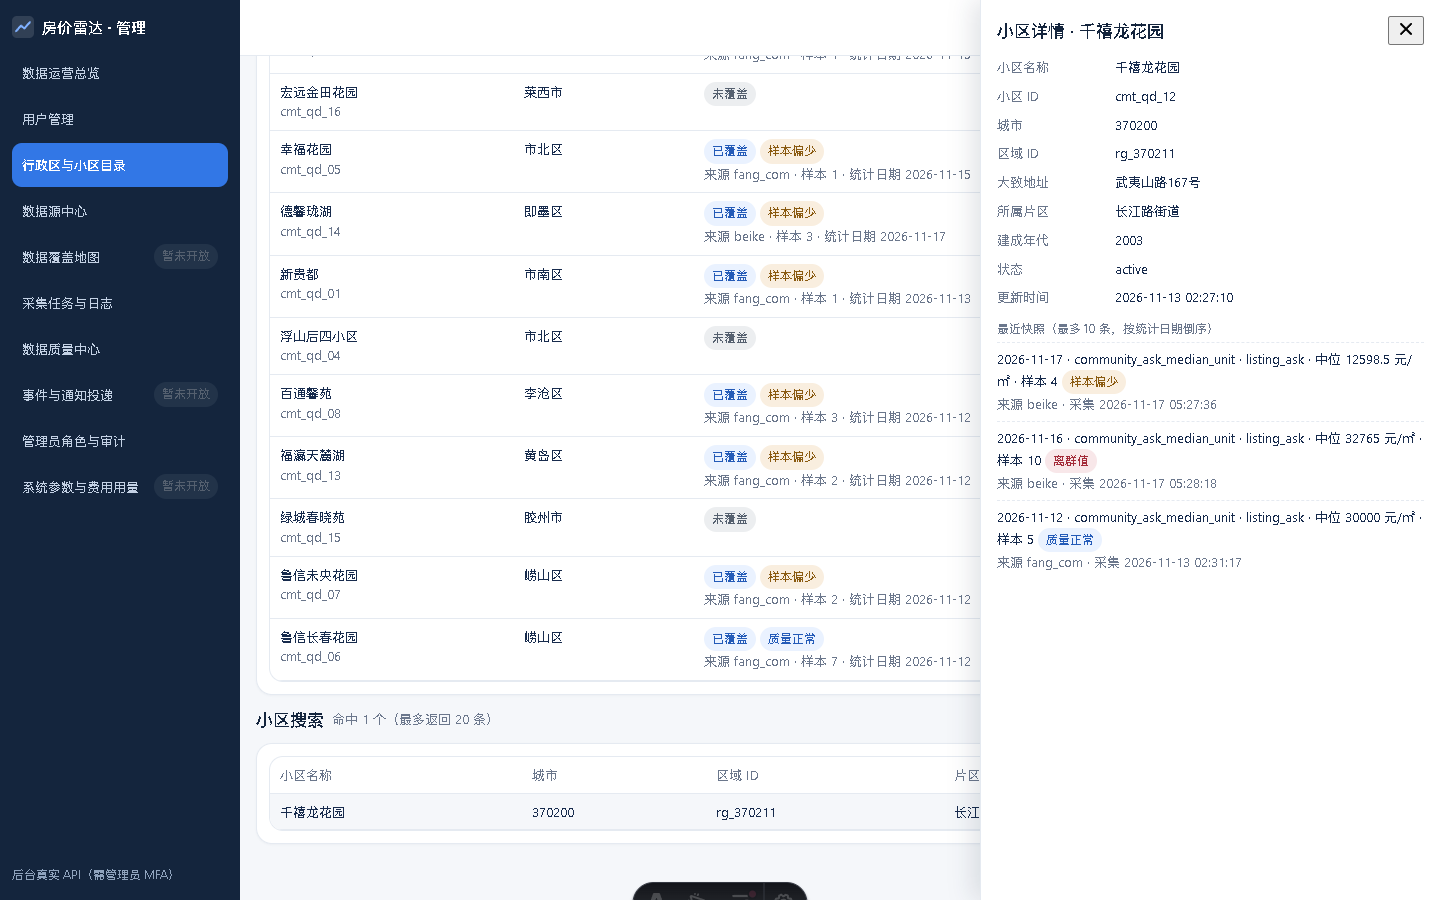 房价雷达 · 管理
数据运营总览
用户管理
行政区与小区目录
数据源中心
数据覆盖地图 暂未开放
采集任务与日志
数据质量中心
事件与通知投递 暂未开放
管理员角色与审计
系统参数与费用用量 暂未开放
后台真实 API（需管理员 MFA）
宏远金田花园 莱西市 未覆盖
cmt_qd_16
幸福花园 市北区 已覆盖 样本偏少
cmt_qd_05 来源 fang_com · 样本 1 · 统计日期 2026-11-15
德馨珑湖 即墨区 已覆盖 样本偏少
cmt_qd_14 来源 beike · 样本 3 · 统计日期 2026-11-17
新贵都 市南区 已覆盖 样本偏少
cmt_qd_01 来源 fang_com · 样本 1 · 统计日期 2026-11-13
浮山后四小区 市北区 未覆盖
cmt_qd_04
百通馨苑 李沧区 已覆盖 样本偏少
cmt_qd_08 来源 fang_com · 样本 3 · 统计日期 2026-11-12
福瀛天麓湖 黄岛区 已覆盖 样本偏少
cmt_qd_13 来源 fang_com · 样本 2 · 统计日期 2026-11-12
绿城春晓苑 胶州市 未覆盖
cmt_qd_15
鲁信未央花园 崂山区 已覆盖 样本偏少
cmt_qd_07 来源 fang_com · 样本 2 · 统计日期 2026-11-12
鲁信长春花园 崂山区 已覆盖 质量正常
cmt_qd_06 来源 fang_com · 样本 7 · 统计日期 2026-11-12
小区搜索 命中 1 个（最多返回 20 条）
小区名称 城市 区域 ID 片区
千禧龙花园 370200 rg_370211 长江
小区详情 · 千禧龙花园 ✕
小区名称 千禧龙花园
小区 ID cmt_qd_12
城市 370200
区域 ID rg_370211
大致地址 武夷山路167号
所属片区 长江路街道
建成年代 2003
状态 active
更新时间 2026-11-13 02:27:10
最近快照（最多 10 条，按统计日期倒序）
2026-11-17 · community_ask_median_unit · listing_ask · 中位 12598.5 元/
㎡ · 样本 4 样本偏少
来源 beike · 采集 2026-11-17 05:27:36
2026-11-16 · community_ask_median_unit · listing_ask · 中位 32765 元/㎡ ·
样本 10 离群值
来源 beike · 采集 2026-11-17 05:28:18
2026-11-12 · community_ask_median_unit · listing_ask · 中位 30000 元/㎡ ·
样本 5 质量正常
来源 fang_com · 采集 2026-11-13 02:31:17